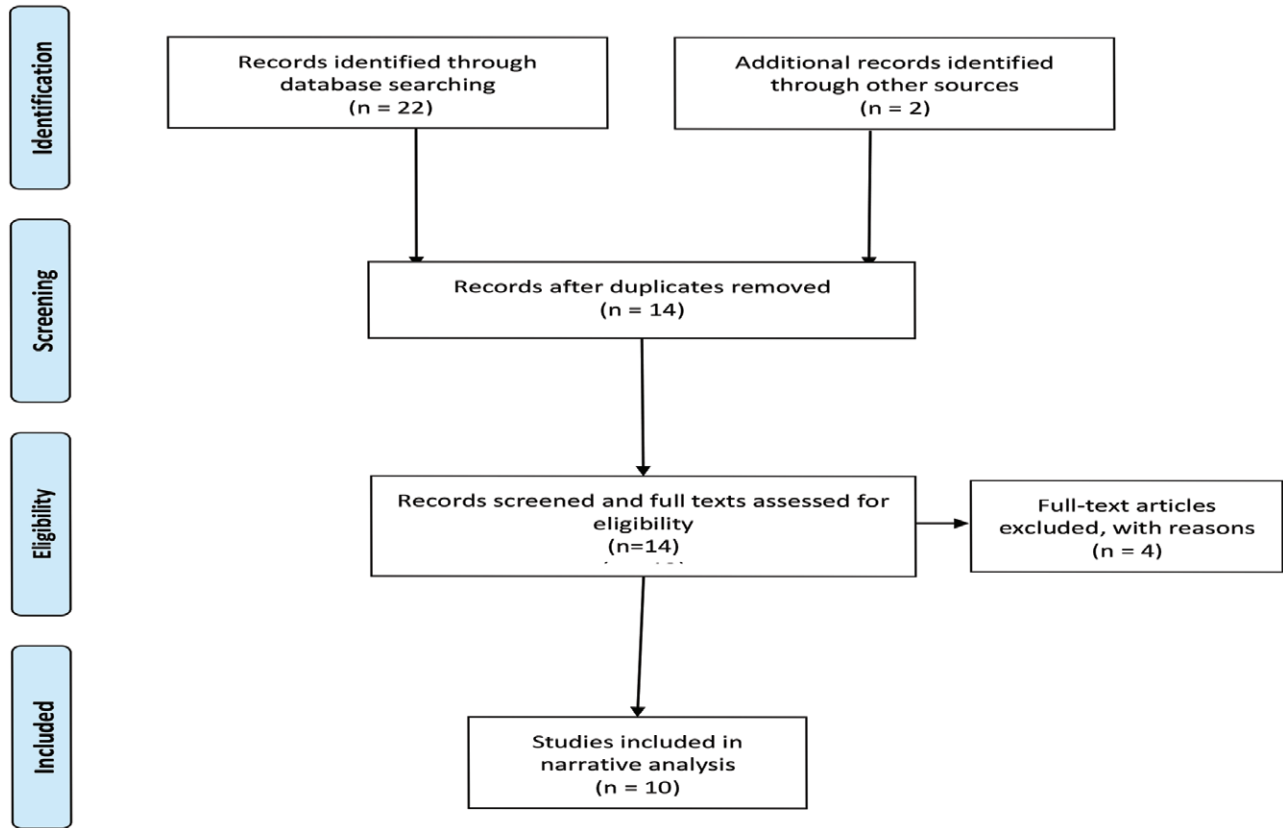 Identification
Records identified through
database searching
(n = 22)
Additional records identified
through other sources
(n = 2)
Screening
Records after duplicates removed
(n = 14)
Eligibility
Records screened and full texts assessed for
eligibility
(n=14)
Full-text articles
excluded, with reasons
(n = 4)
Included
Studies included in
narrative analysis
(n = 10)